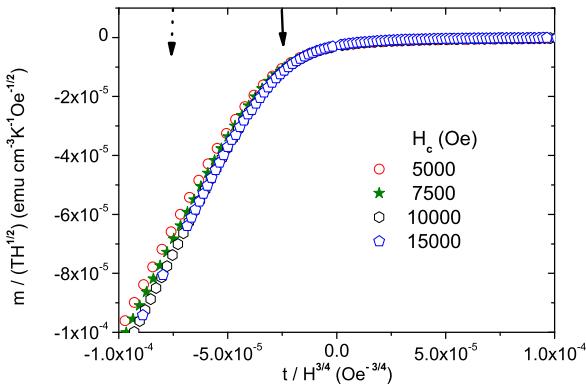 0
-2x10⁻⁵
-4x10⁻⁵
-6x10⁻⁵
-8x10⁻⁵
-1x10⁻⁴
m / (TH^1/2) (emu cm⁻³K⁻¹Oe^-1/2)
H_c (Oe)
5000
7500
10000
15000
-1.0x10⁻⁴ -5.0x10⁻⁵ 0.0 5.0x10⁻⁵ 1.0x10⁻⁴
t / H^3/4 (Oe^-3/4)